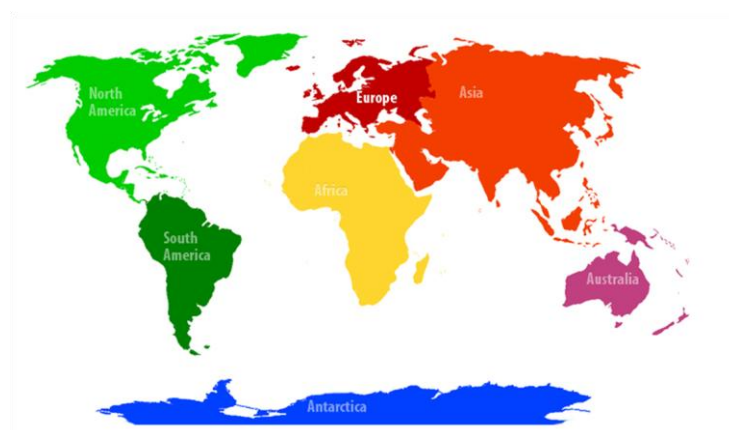 North
America
Europe
Asia
Africa
South
America
Australia
Antarctica